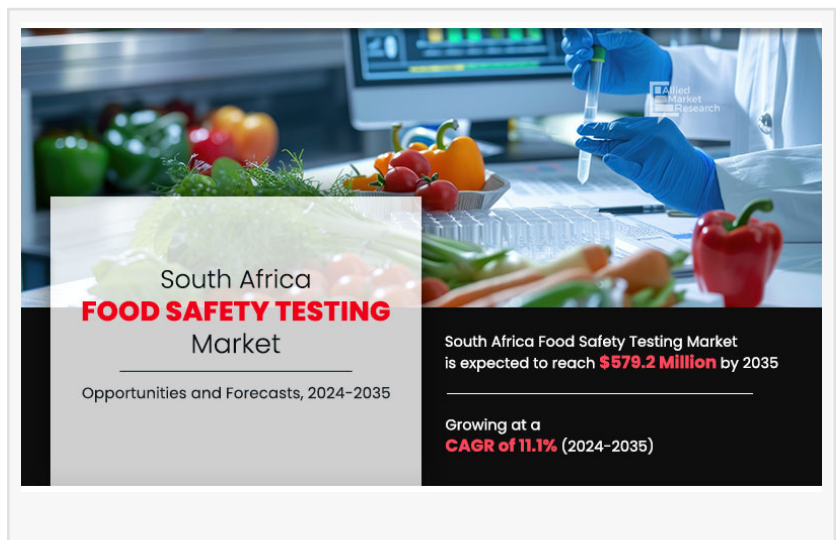 Allied
Market
Research
South Africa
FOOD SAFETY TESTING
Market
Opportunities and Forecasts, 2024-2035
South Africa Food Safety Testing Market
is expected to reach $579.2 Million by 2035
Growing at a
CAGR of 11.1% (2024-2035)